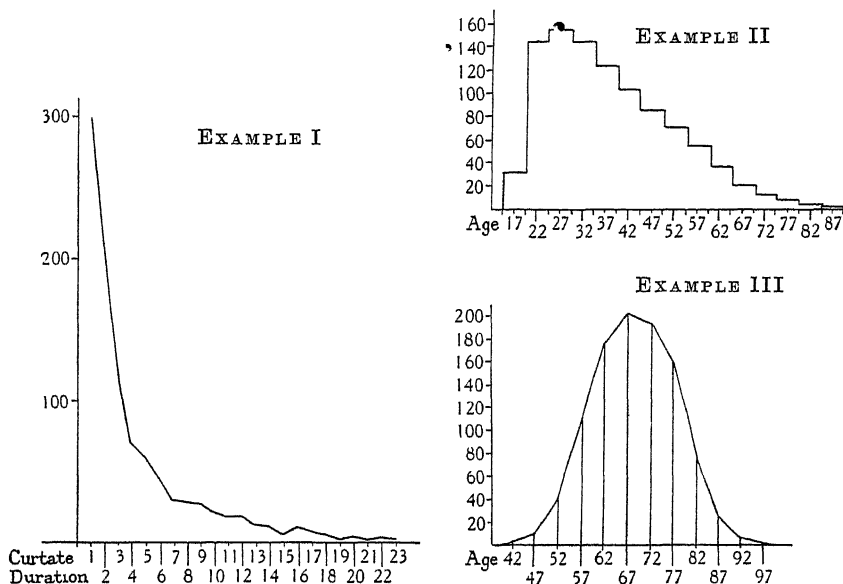 EXAMPLE I
300
200
100
Curtate 1 3 5 7 9 11 13 15 17 19 21 23
Duration 2 4 6 8 10 12 14 16 18 20 22
EXAMPLE II
160
140
120
100
80
60
40
20
Age 17 27 37 47 57 67 77 87
22 32 42 52 62 72 82
EXAMPLE III
200
180
160
140
120
100
80
60
40
20
Age 42 52 62 72 82 92
47 57 67 77 87 97